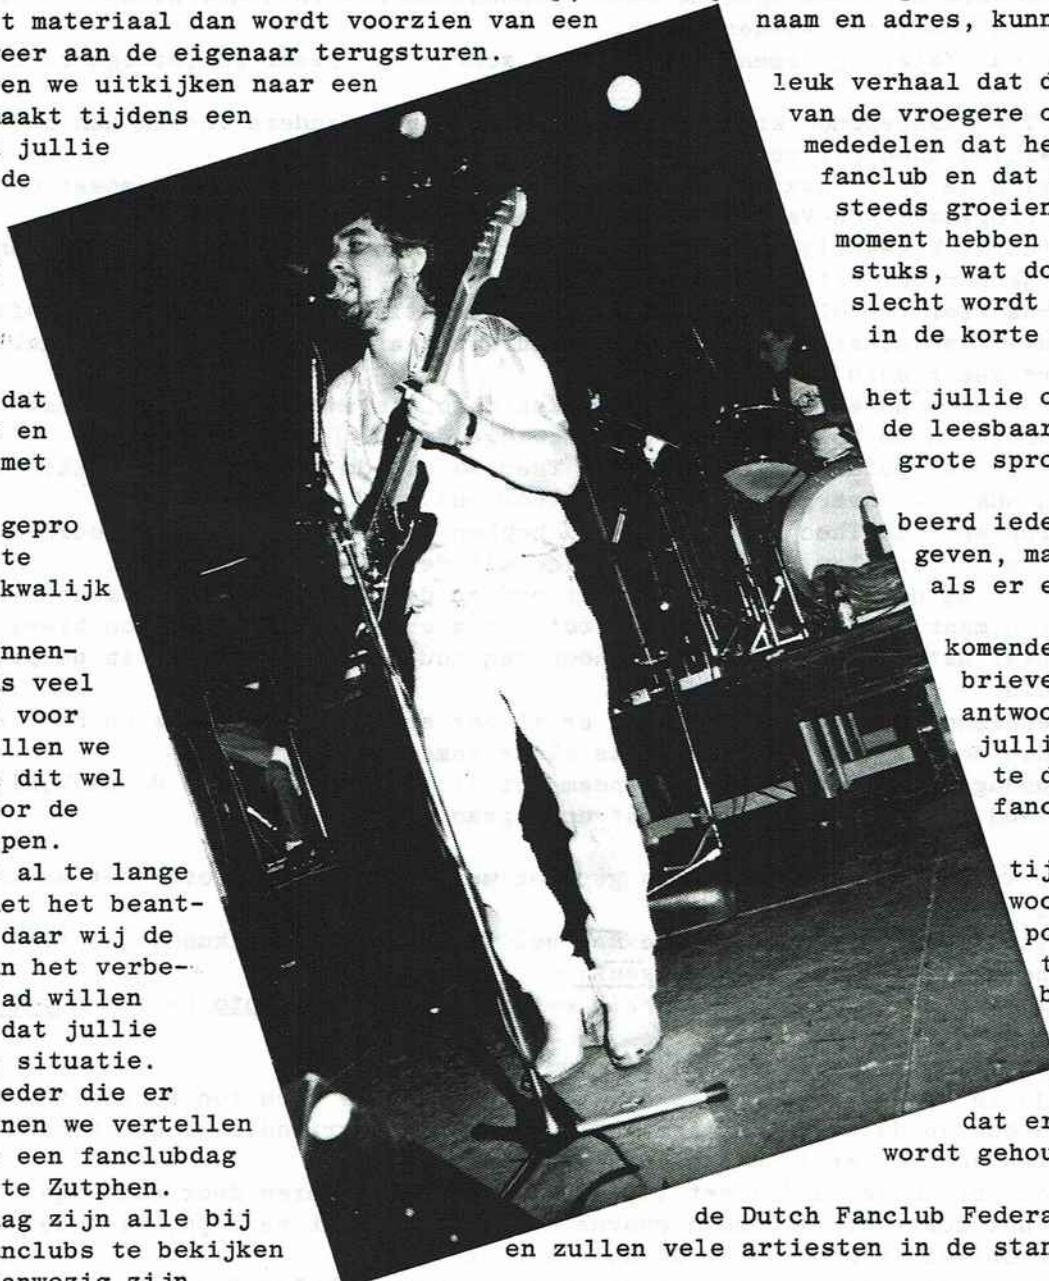 t materiaal dan wordt voorzien van een naam en adres, kunn
eer aan de eigenaar terugsturen.
en we uitkijken naar een leuk verhaal dat d
aakt tijdens een van de vroegere o
jullie mededelen dat he
de fanclub en dat
steeds groeien
moment hebben
stuks, wat do
slecht wordt
in de korte
dat het jullie o
en de leesbaar
met grote spro
gepro beerd iede
te geven, ma
kwalijk als er e
nnen- komende
s veel brieve
voor antwoo
llen we julli
dit wel te d
or de fanc
pen.
al te lange tij
et het beant- woo
daar wij de po
n het verbe- t
ad willen b
dat jullie
situatie.
eder die er
nen we vertellen dat er
een fanclubdag wordt gehou
te Zutphen.
ag zijn alle bij de Dutch Fanclub Federa
nclubs te bekijken en zullen vele artiesten in de stan
enwezig zijn